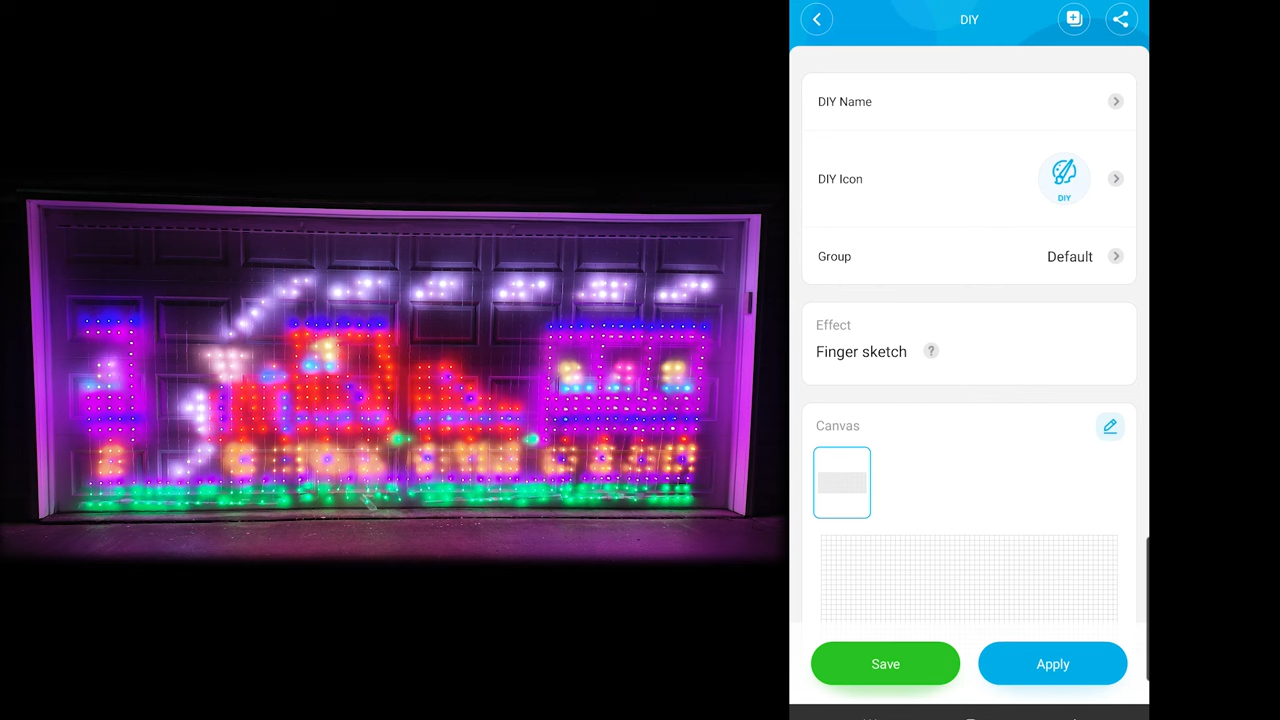 DIY
DIY Name
DIY Icon
DIY
Group
Default
Effect
Finger sketch ?
Canvas
Save
Apply